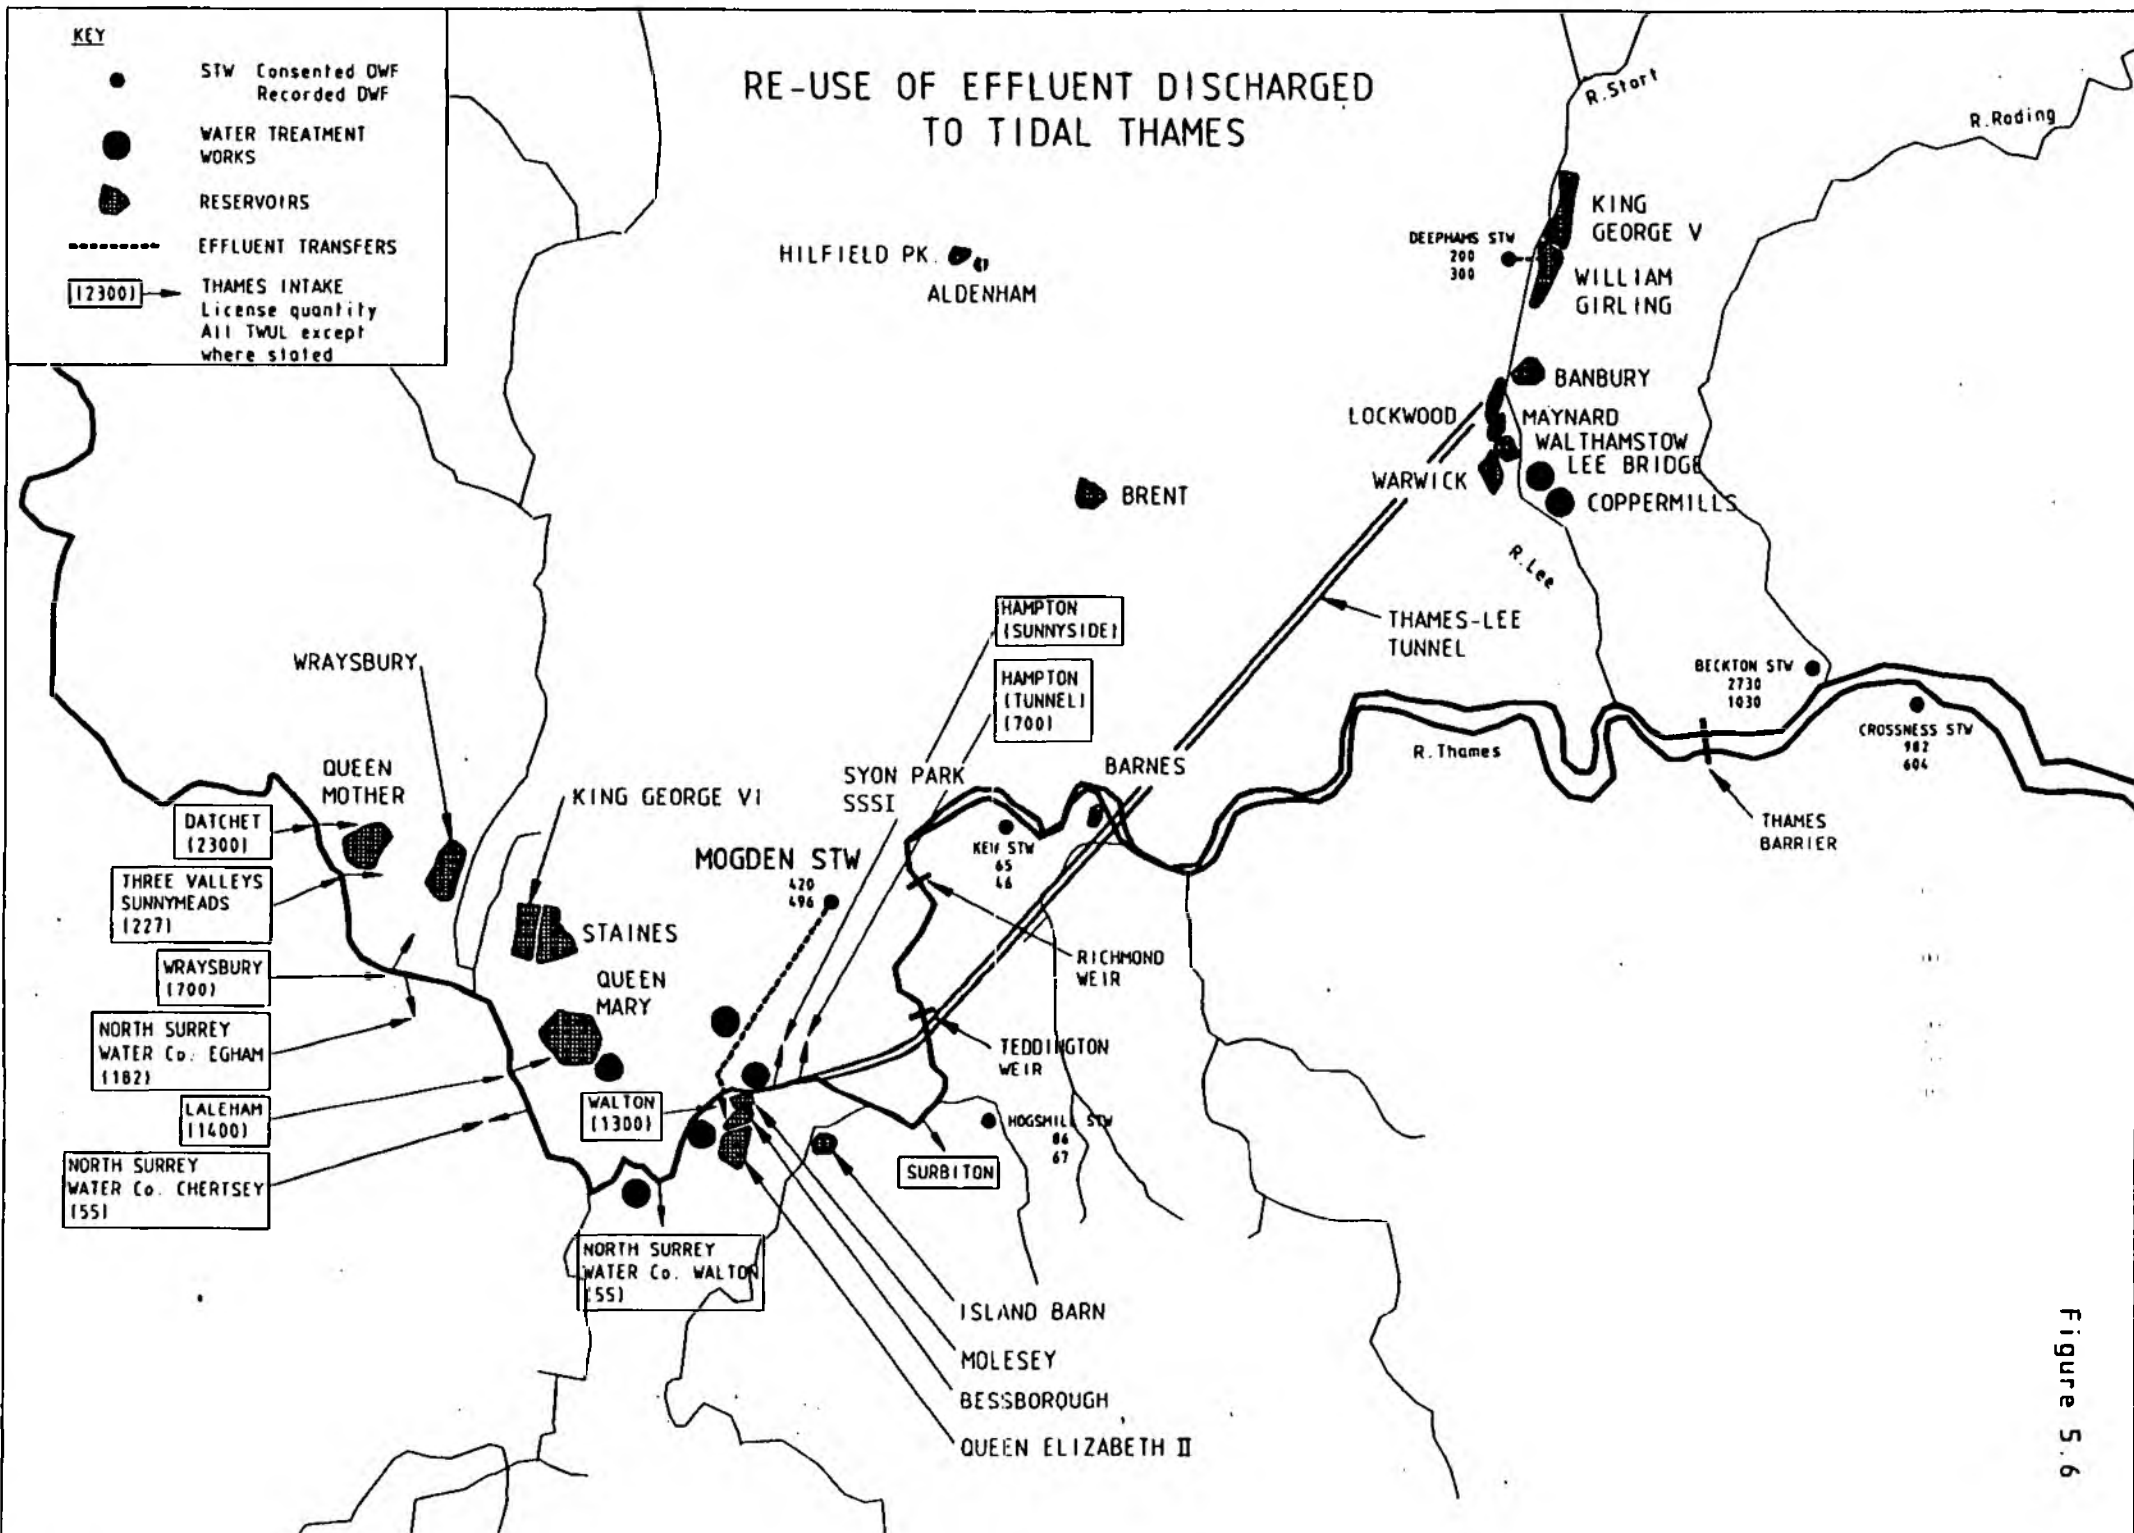 KEY
STW Consented DWF
Recorded DWF
WATER TREATMENT
WORKS
RESERVOIRS
EFFLUENT TRANSFERS
(2300)
THAMES INTAKE
License quantity
All TWUL except
where stated
RE-USE OF EFFLUENT DISCHARGED
TO TIDAL THAMES
R.Stort
R.Roding
HILFIELD PK.
ALDENHAM
DEEPHAMS STW
200
300
KING
GEORGE V
WILLIAM
GIRLING
BANBURY
LOCKWOOD
MAYNARD
WALTHAMSTOW
LEE BRIDGE
WARWICK
COPPERMILLS
BRENT
R.Lee
HAMPTON
(SUNNYSIDE)
HAMPTON
(TUNNEL)
(700)
THAMES-LEE
TUNNEL
WRAYSBURY
BECKTON STW
2730
1030
CROSSNESS STW
982
604
R.Thames
BARNES
SYON PARK
SSSI
QUEEN
MOTHER
KING GEORGE VI
DATCHET
(2300)
THAMES
BARRIER
KEW STW
65
46
MOGDEN STW
420
496
THREE VALLEYS
SUNNYMEADS
(227)
STAINES
WRAYSBURY
(700)
RICHMOND
WEIR
QUEEN
MARY
NORTH SURREY
WATER Co. EGHAM
(182)
TEDDINGTON
WEIR
LALEHAM
(1400)
WALTON
(1300)
HOGSMILL STW
86
67
NORTH SURREY
WATER Co. CHERTSEY
(55)
SURBITON
NORTH SURREY
WATER Co. WALTON
(55)
ISLAND BARN
MOLESEY
BESSBOROUGH
QUEEN ELIZABETH II
Figure 5.6